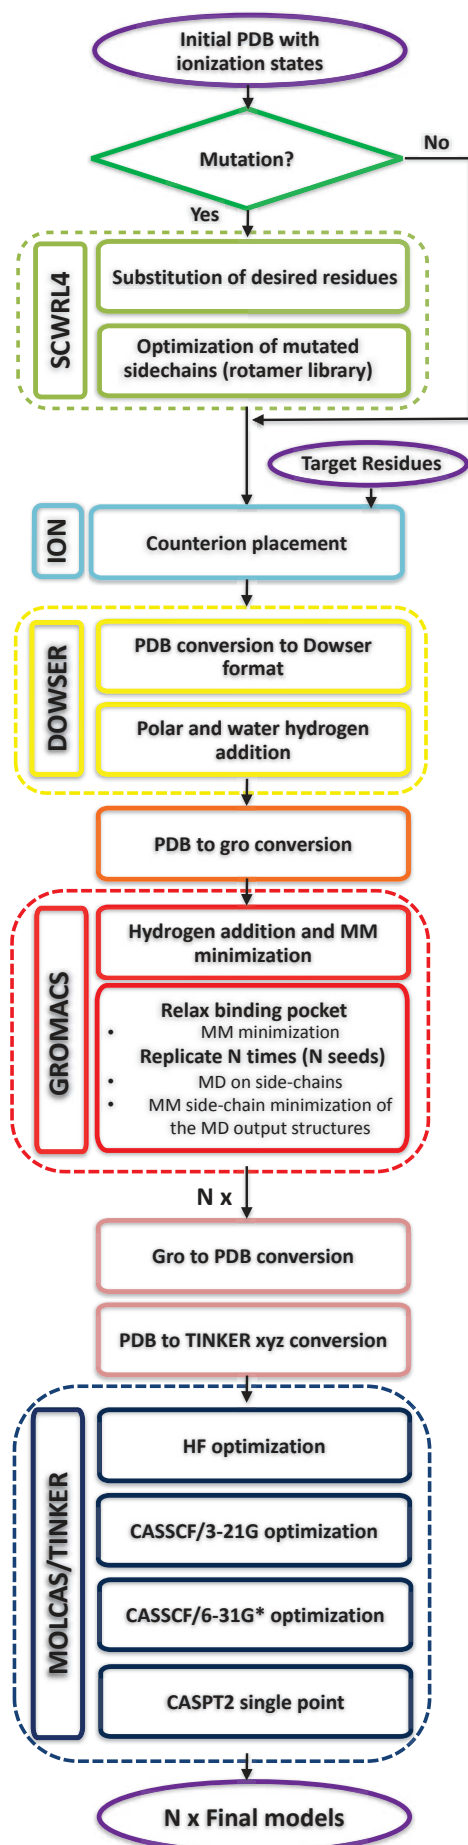 Initial PDB with
ionization states
Mutation?
No
Yes
SCWRL4
Substitution of desired residues
Optimization of mutated
sidechains (rotamer library)
Target Residues
ION
Counterion placement
DOWSER
PDB conversion to Dowser
format
Polar and water hydrogen
addition
PDB to gro conversion
GROMACS
Hydrogen addition and MM
minimization
Relax binding pocket
• MM minimization
Replicate N times (N seeds)
• MD on side-chains
• MM side-chain minimization of
the MD output structures
N x
Gro to PDB conversion
PDB to TINKER xyz conversion
MOLCAS/TINKER
HF optimization
CASSCF/3-21G optimization
CASSCF/6-31G* optimization
CASPT2 single point
N x Final models